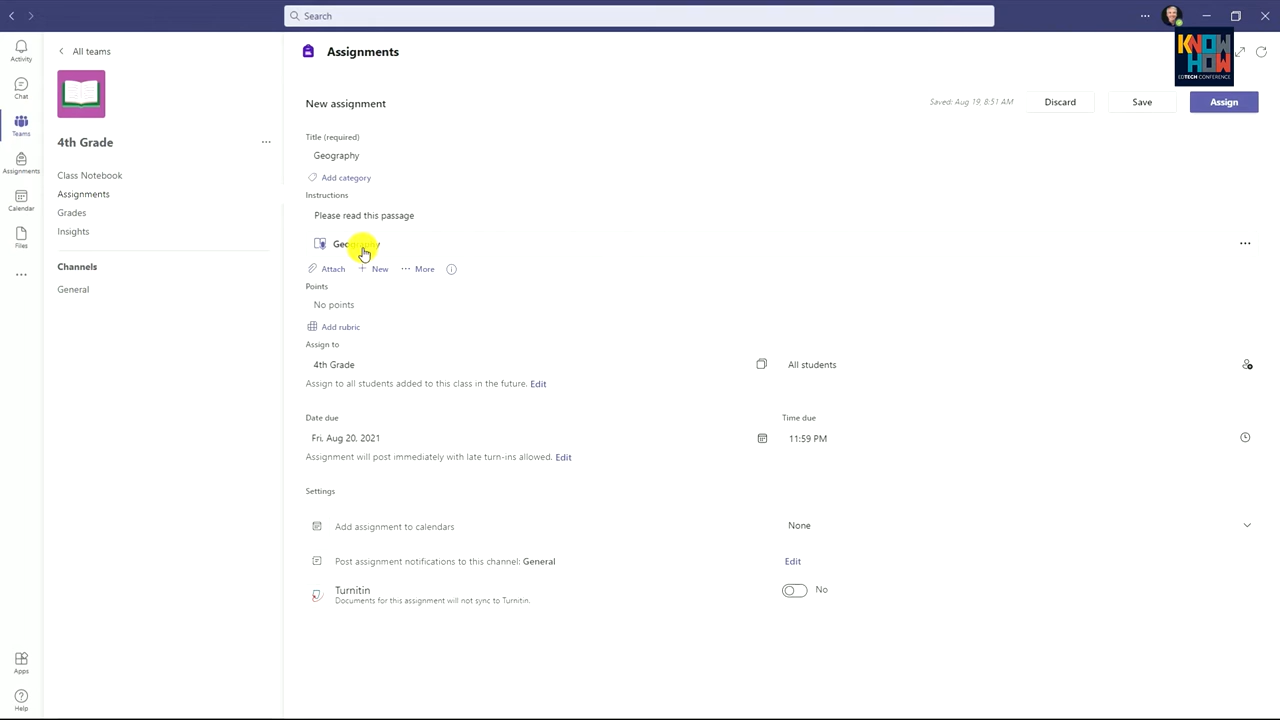 Search
KNOW
HOW
EDTECH CONFERENCE
Activity
Chat
Teams
Assignments
Calendar
Files
Apps
Help
All teams
4th Grade
Class Notebook
Assignments
Grades
Insights
Channels
General
Assignments
New assignment
Saved: Aug 19, 8:51 AM
Discard
Save
Assign
Title (required)
Geography
Add category
Instructions
Please read this passage
Geography
Attach
New
More
Points
No points
Add rubric
Assign to
4th Grade
All students
Assign to all students added to this class in the future. Edit
Date due
Time due
Fri, Aug 20, 2021
11:59 PM
Assignment will post immediately with late turn-ins allowed. Edit
Settings
Add assignment to calendars
None
Post assignment notifications to this channel: General
Edit
Turnitin
Documents for this assignment will not sync to Turnitin.
No